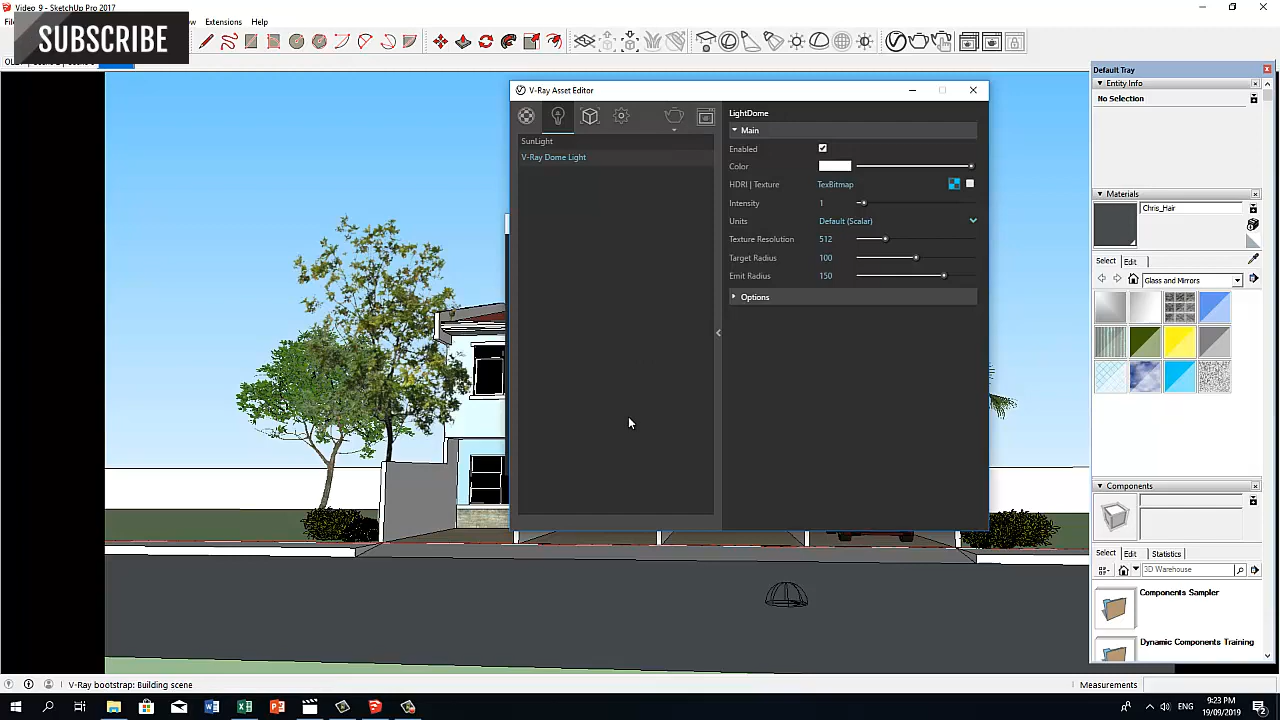 Video_9 - SketchUp Pro 2017
SUBSCRIBE
Extensions
Help
V-Ray Asset Editor
SunLight
V-Ray Dome Light
LightDome
Main
Enabled
Color
HDRI | Texture
TexBitmap
Intensity
1
Units
Default (Scalar)
Texture Resolution
512
Target Radius
100
Emit Radius
150
Options
Default Tray
Entity Info
No Selection
Materials
Chris_Hair
Select
Edit
Glass and Mirrors
Components
Select
Edit
Statistics
3D Warehouse
Components Sampler
Dynamic Components Training
V-Ray bootstrap: Building scene
Measurements
ENG
9:23 PM
19/09/2019
2